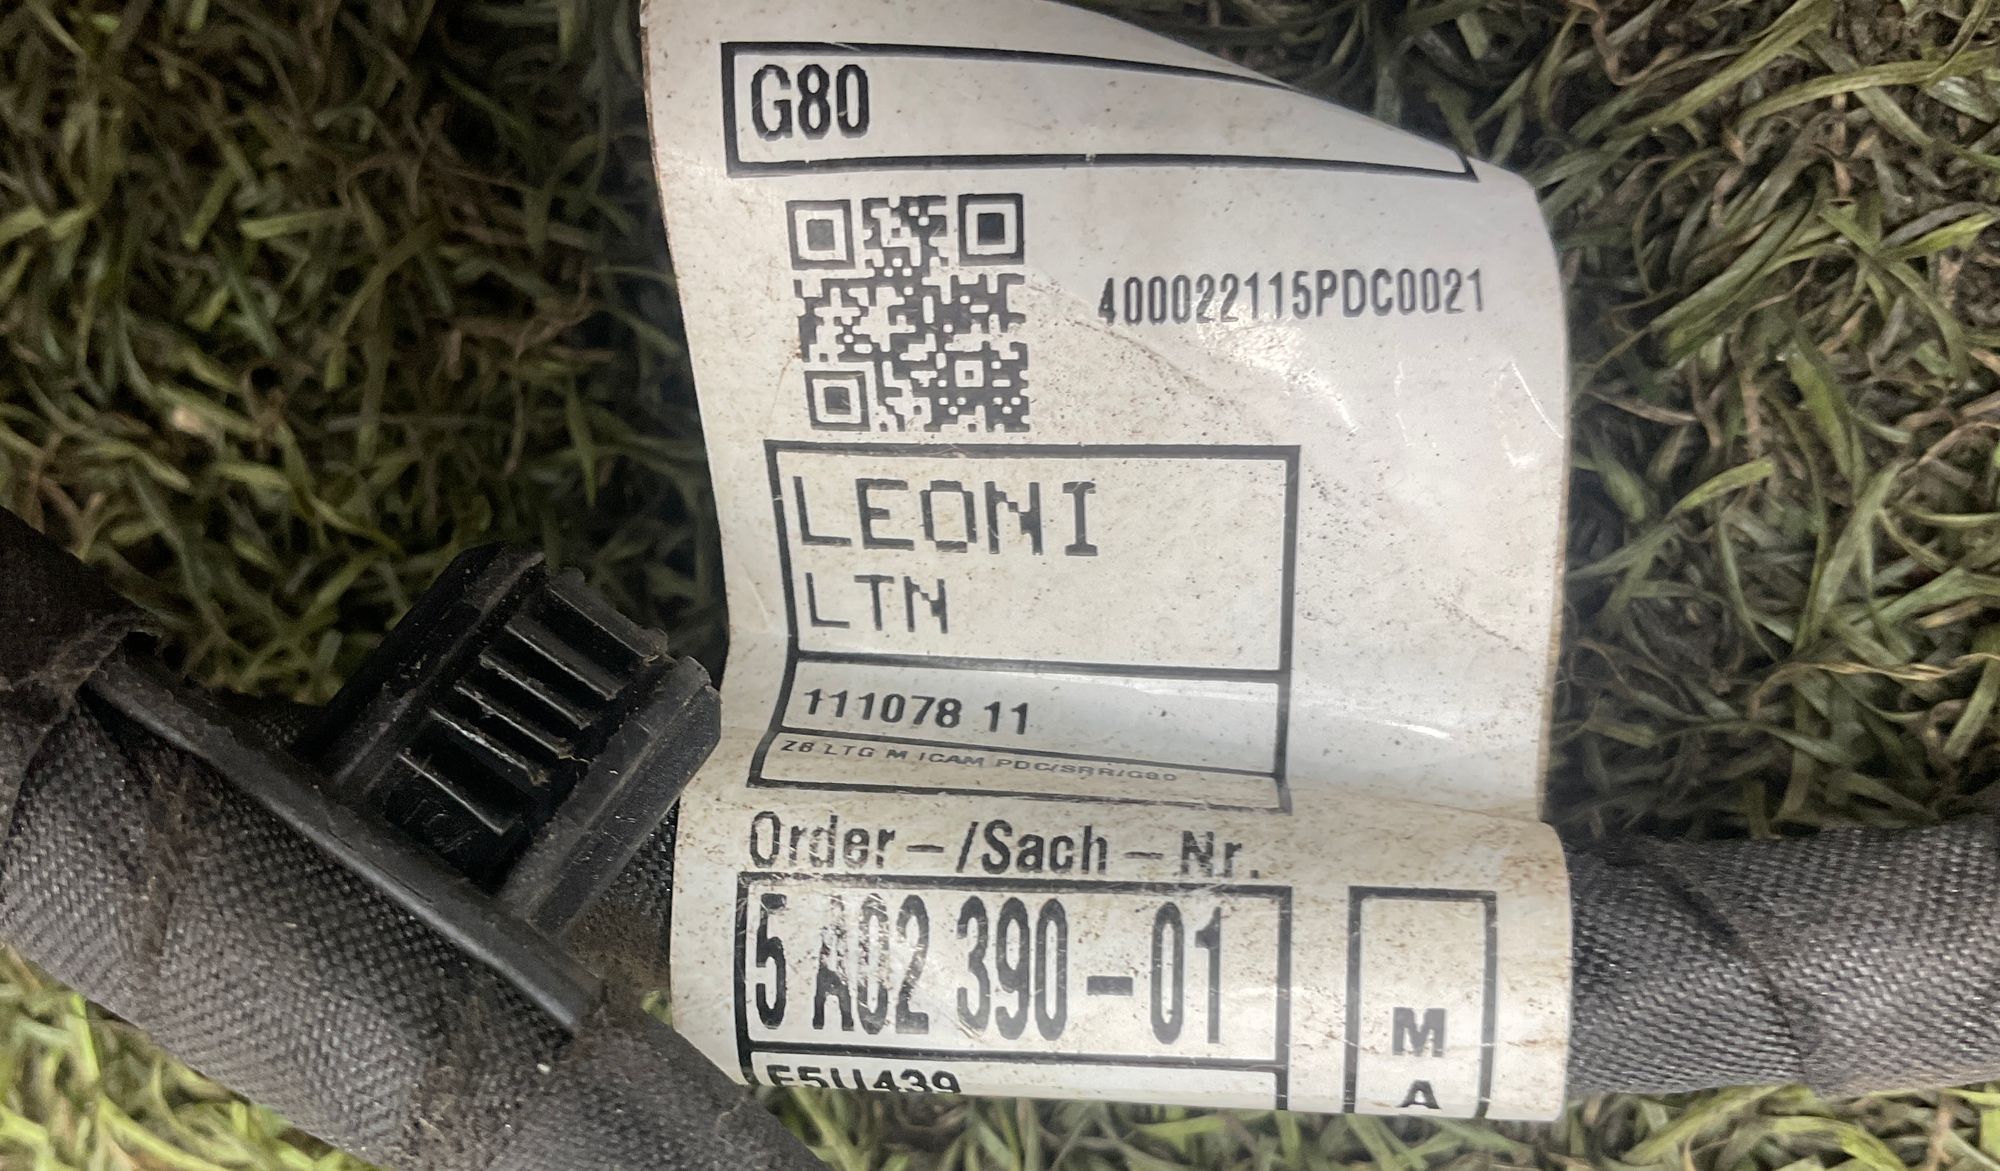 G80
400022115PDC0021
LEONI
LTN
111078 11
ZB LTG M ICAM PDC/SRR/G80
Order-/Sach-Nr.
5 A02 390-01
M
A
E5U439